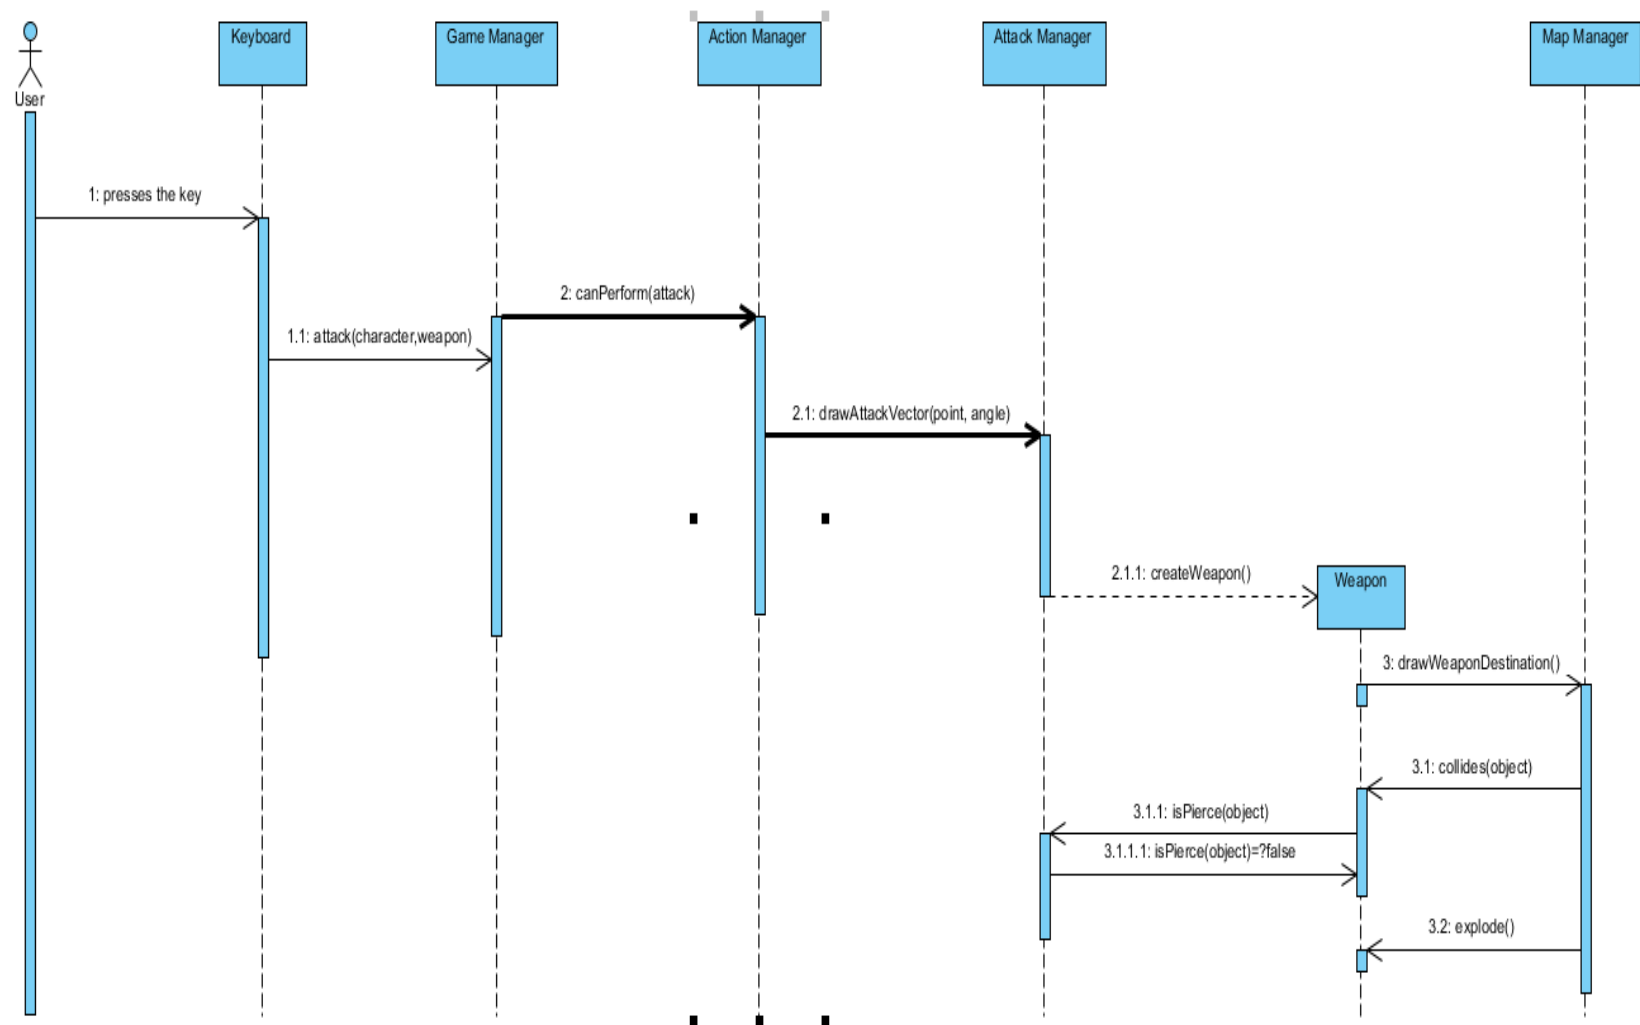 Keyboard
Game Manager
Action Manager
Attack Manager
Map Manager
User
1: presses the key
2: canPerform(attack)
1.1: attack(character,weapon)
2.1: drawAttackVector(point, angle)
2.1.1: createWeapon()
Weapon
3: drawWeaponDestination()
3.1: collides(object)
3.1.1: isPierce(object)
3.1.1.1: isPierce(object)=?false
3.2: explode()